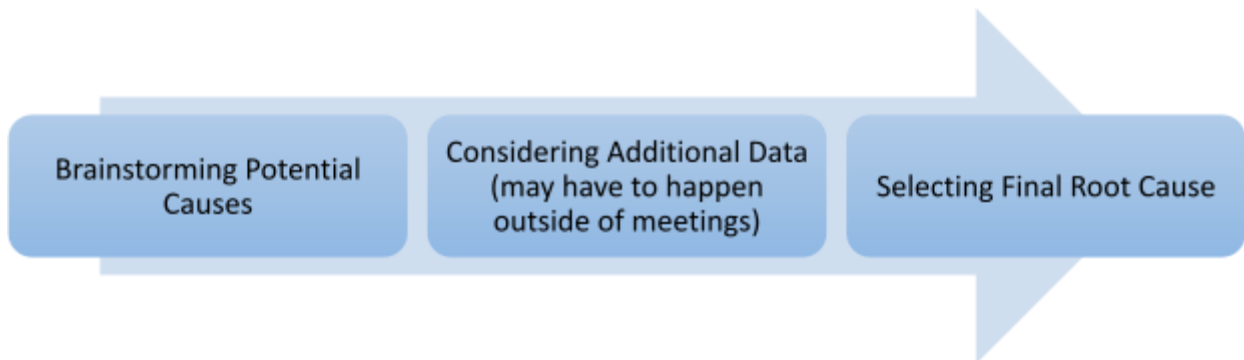 Brainstorming Potential
Causes
Considering Additional Data
(may have to happen
outside of meetings)
Selecting Final Root Cause